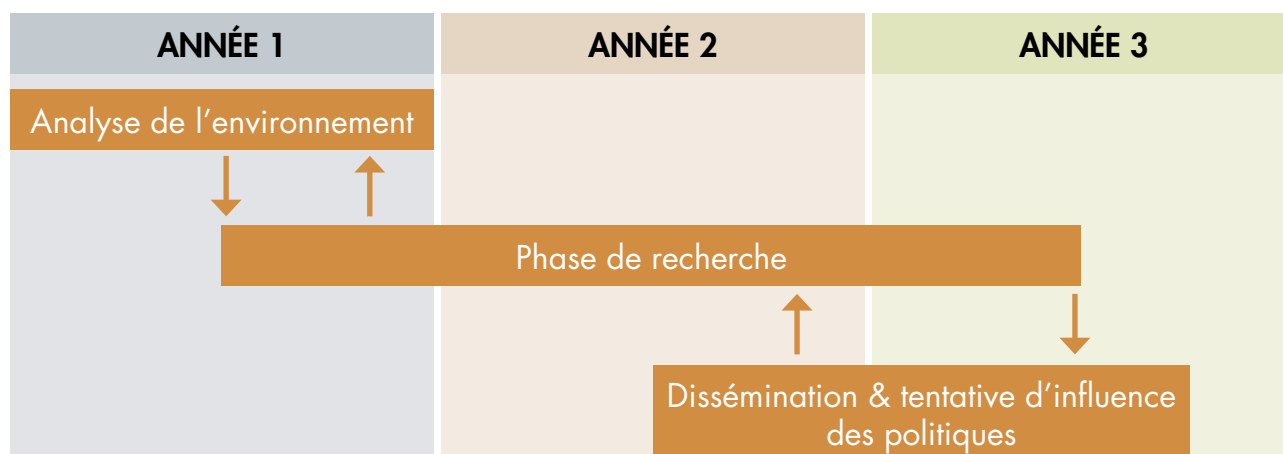 ANNÉE 1
ANNÉE 2
ANNÉE 3
Analyse de l’environnement
Phase de recherche
Dissémination & tentative d’influence
des politiques